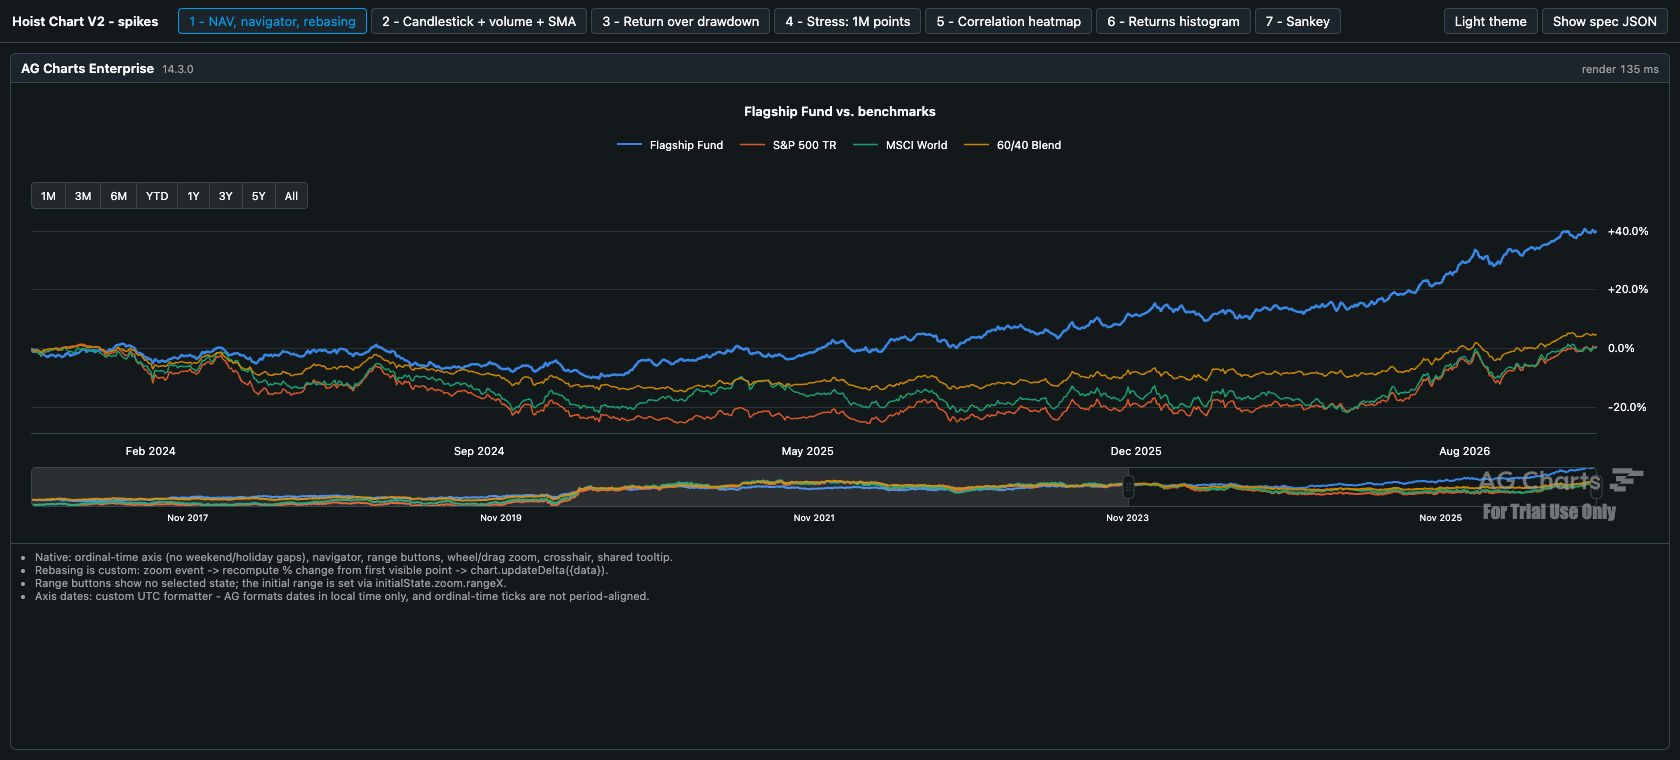 Hoist Chart V2 - spikes
1 - NAV, navigator, rebasing
2 - Candlestick + volume + SMA
3 - Return over drawdown
4 - Stress: 1M points
5 - Correlation heatmap
6 - Returns histogram
7 - Sankey
Light theme
Show spec JSON
AG Charts Enterprise 14.3.0
render 135 ms
Flagship Fund vs. benchmarks
Flagship Fund
S&P 500 TR
MSCI World
60/40 Blend
1M
3M
6M
YTD
1Y
3Y
5Y
All
+40.0%
+20.0%
0.0%
-20.0%
Feb 2024
Sep 2024
May 2025
Dec 2025
Aug 2026
AG Charts
For Trial Use Only
Nov 2017
Nov 2019
Nov 2021
Nov 2023
Nov 2025
• Native: ordinal-time axis (no weekend/holiday gaps), navigator, range buttons, wheel/drag zoom, crosshair, shared tooltip.
• Rebasing is custom: zoom event -> recompute % change from first visible point -> chart.updateDelta({data}).
• Range buttons show no selected state; the initial range is set via initialState.zoom.rangeX.
• Axis dates: custom UTC formatter - AG formats dates in local time only, and ordinal-time ticks are not period-aligned.